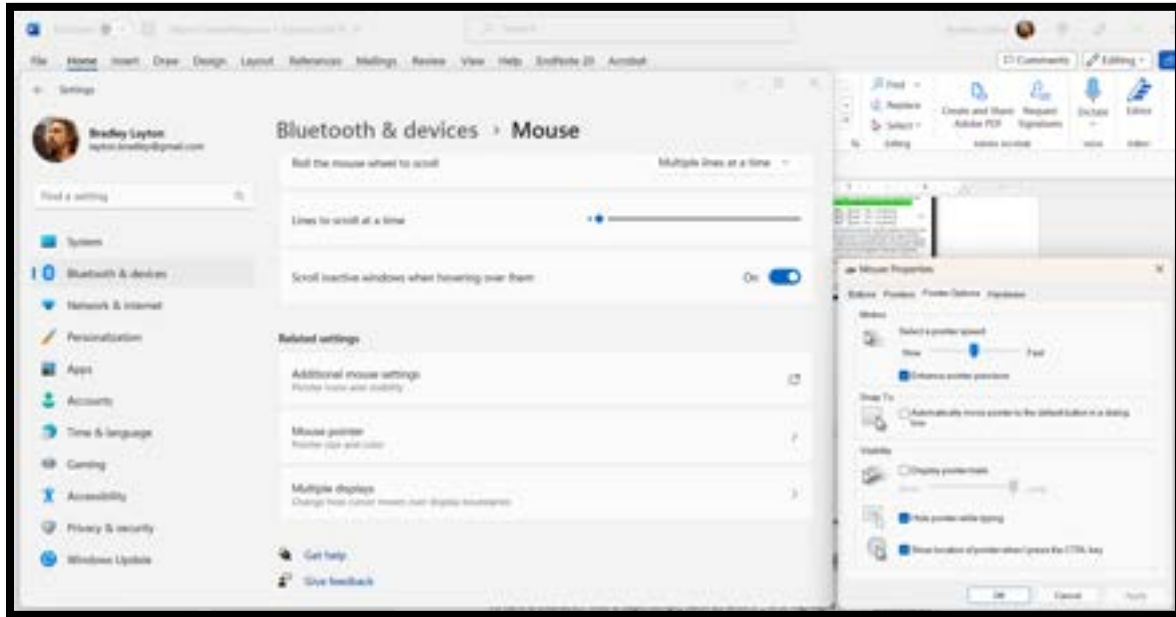 File Home Insert Draw Design Layout References Mailings Review View Help EndNote 20 Acrobat
Comments Editing
Settings
Find
Replace
Select
Create and Share Adobe PDF
Request Signatures
Dictate
Editor
Editing
Adobe Acrobat
Voice
Editor
Bradley Layton
layton.bradley@gmail.com
Find a setting
System
Bluetooth & devices
Network & internet
Personalization
Apps
Accounts
Time & language
Gaming
Accessibility
Privacy & security
Windows Update
Bluetooth & devices › Mouse
Roll the mouse wheel to scroll
Multiple lines at a time
Lines to scroll at a time
Scroll inactive windows when hovering over them
On
Related settings
Additional mouse settings
Pointer icons and visibility
Mouse pointer
Pointer size and color
Multiple displays
Change how cursor moves over display boundaries
Get help
Give feedback
Mouse Properties
Buttons Pointers Pointer Options Hardware
Motion
Select a pointer speed
Slow Fast
Enhance pointer precision
Snap To
Automatically move pointer to the default button in a dialog
box
Visibility
Display pointer trails
Short Long
Hide pointer while typing
Show location of pointer when I press the CTRL key
OK Cancel Apply